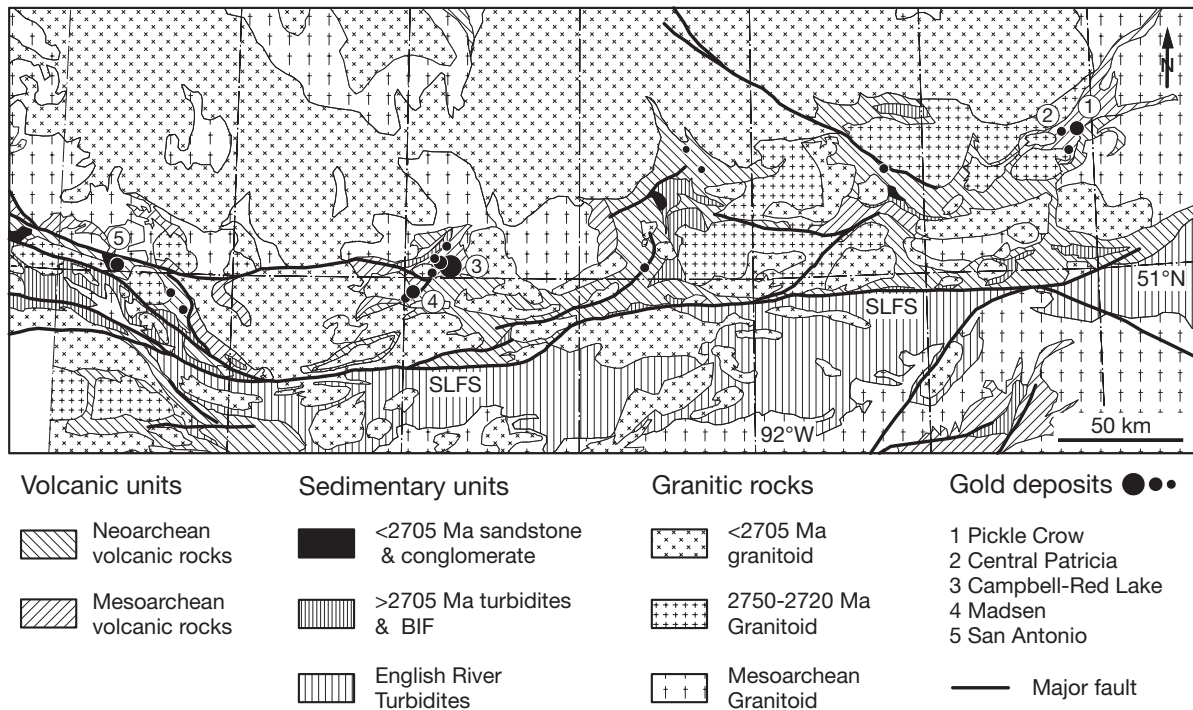 N
1
2
5
3
4
51°N
SLFS
SLFS
92°W
50 km
Volcanic units
Neoarchean
volcanic rocks
Mesoarchean
volcanic rocks
Sedimentary units
<2705 Ma sandstone
& conglomerate
>2705 Ma turbidites
& BIF
English River
Turbidites
Granitic rocks
<2705 Ma
granitoid
2750-2720 Ma
Granitoid
Mesoarchean
Granitoid
Gold deposits
1 Pickle Crow
2 Central Patricia
3 Campbell-Red Lake
4 Madsen
5 San Antonio
Major fault